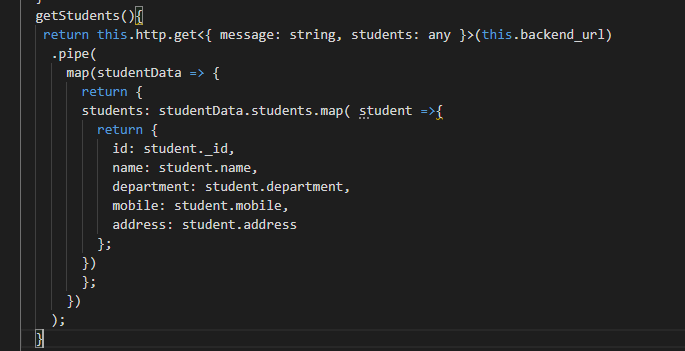 }
getStudents(){
return this.http.get<{ message: string, students: any }>(this.backend_url)
.pipe(
map(studentData => {
return {
students: studentData.students.map( student =>{
return {
id: student._id,
name: student.name,
department: student.department,
mobile: student.mobile,
address: student.address
};
})
};
})
);
}